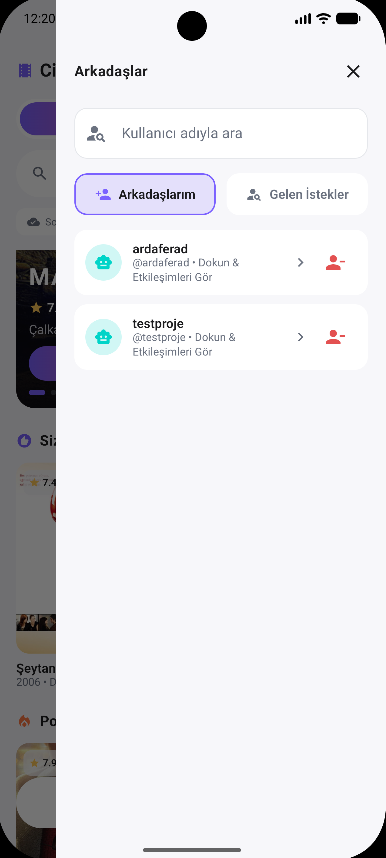 12:20
Ci
Arkadaşlar
Kullanıcı adıyla ara
Arkadaşlarım
Gelen İstekler
ardaferad
@ardaferad • Dokun &
Etkileşimleri Gör
testproje
@testproje • Dokun &
Etkileşimleri Gör
So
MA
7.
Çalka
Siz
7.4
Şeytan
2006 • D
Po
7.9